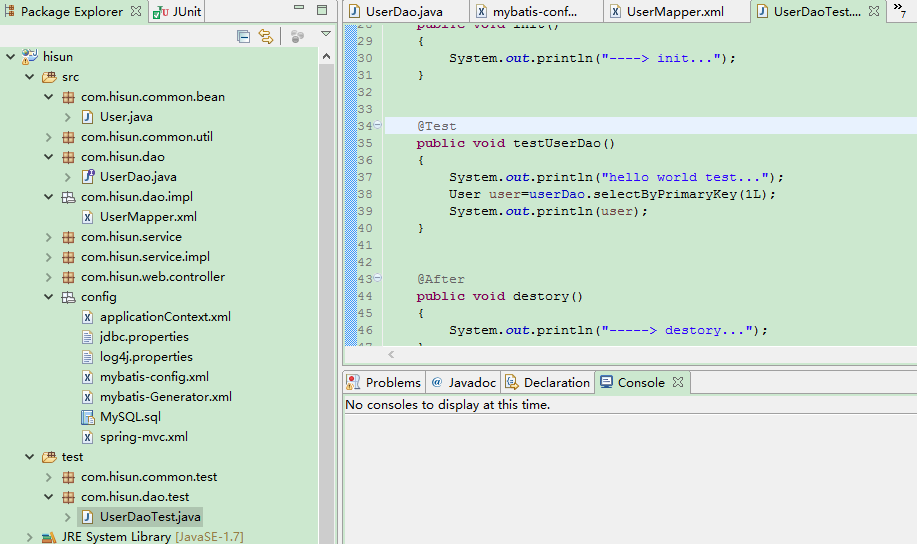 Package Explorer
JUnit
hisun
src
com.hisun.common.bean
User.java
com.hisun.common.util
com.hisun.dao
UserDao.java
com.hisun.dao.impl
UserMapper.xml
com.hisun.service
com.hisun.service.impl
com.hisun.web.controller
config
applicationContext.xml
jdbc.properties
log4j.properties
mybatis-config.xml
mybatis-Generator.xml
MySQL.sql
spring-mvc.xml
test
com.hisun.common.test
com.hisun.dao.test
UserDaoTest.java
JRE System Library [JavaSE-1.7]
UserDao.java
mybatis-conf...
UserMapper.xml
UserDaoTest....
7
28 public void init()
29 {
30 System.out.println("----> init...");
31 }
32
33
34 @Test
35 public void testUserDao()
36 {
37 System.out.println("hello world test...");
38 User user=userDao.selectByPrimaryKey(1L);
39 System.out.println(user);
40 }
41
42
43 @After
44 public void destory()
45 {
46 System.out.println("-----> destory...");
Problems
Javadoc
Declaration
Console
No consoles to display at this time.